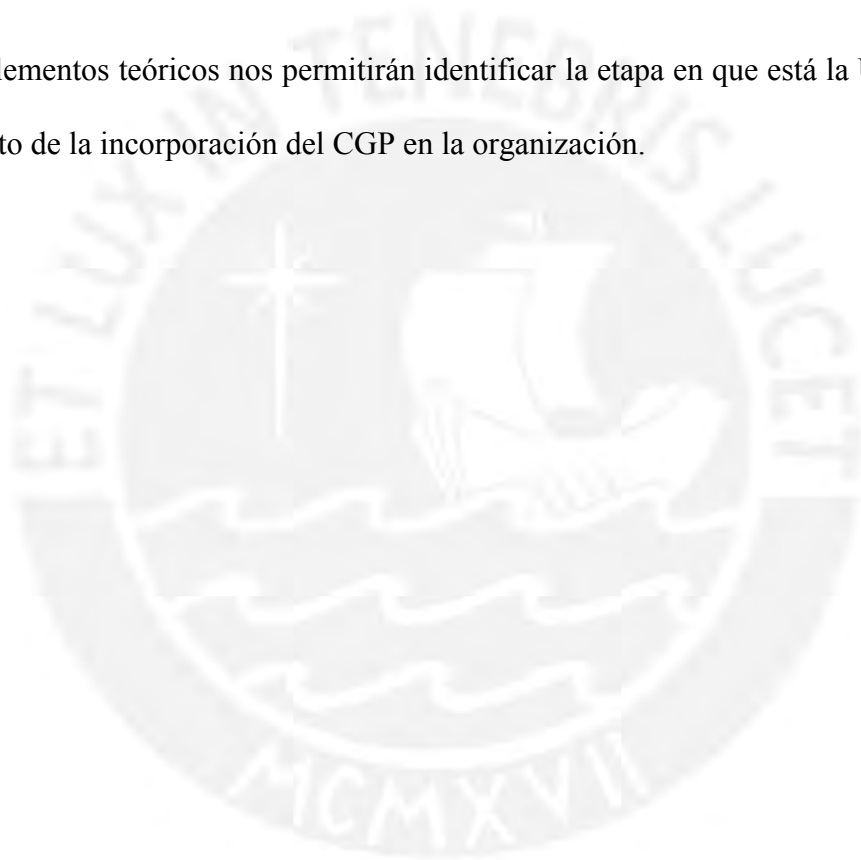 lementos teóricos nos permitirán identificar la etapa en que está la
to de la incorporación del CGP en la organización.
ET LUX IN TENEBRIS LUCET
MCMXVII